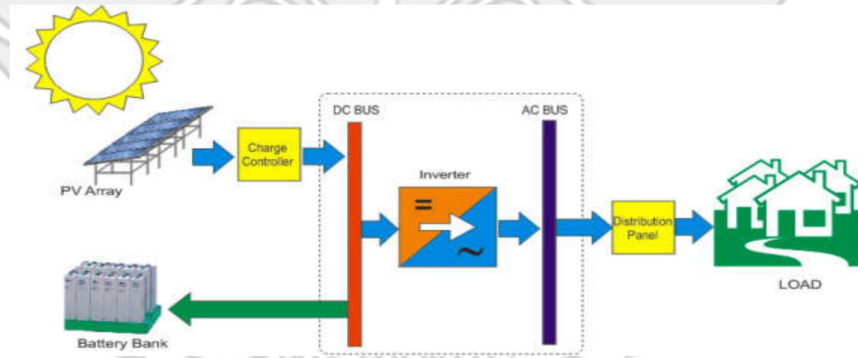 DC BUS
AC BUS
Charge
Controller
PV Array
Inverter
Distribution
Panel
LOAD
Battery Bank